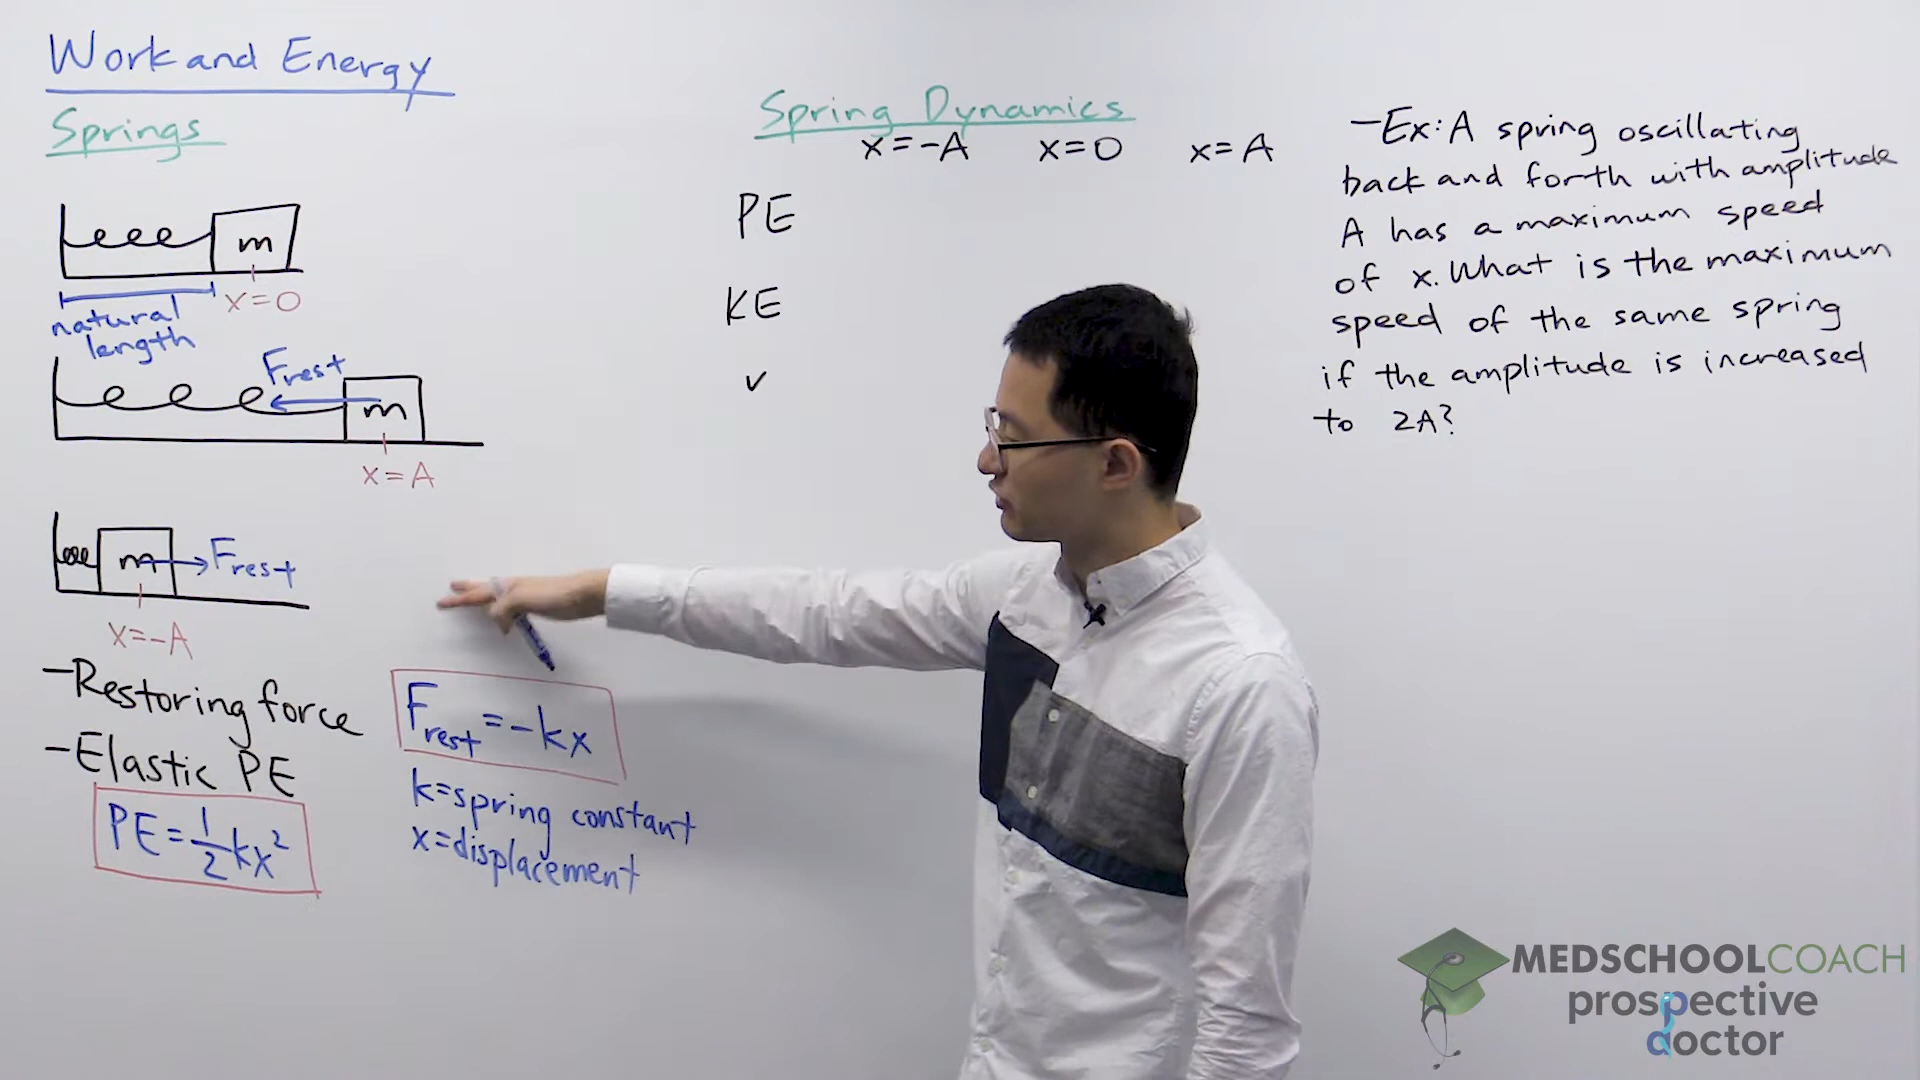 Work and Energy
Springs
m
x=0
natural
length
Frest
m
x=A
m
Frest
x=-A
-Restoring force
-Elastic PE
PE=1/2kx²
Frest=-kx
k=spring constant
x=displacement
Spring Dynamics
x=-A x=0 x=A
PE
KE
v
-Ex: A spring oscillating
back and forth with amplitude
A has a maximum speed
of x. What is the maximum
speed of the same spring
if the amplitude is increased
to 2A?
MEDSCHOOLCOACH
prospective
doctor